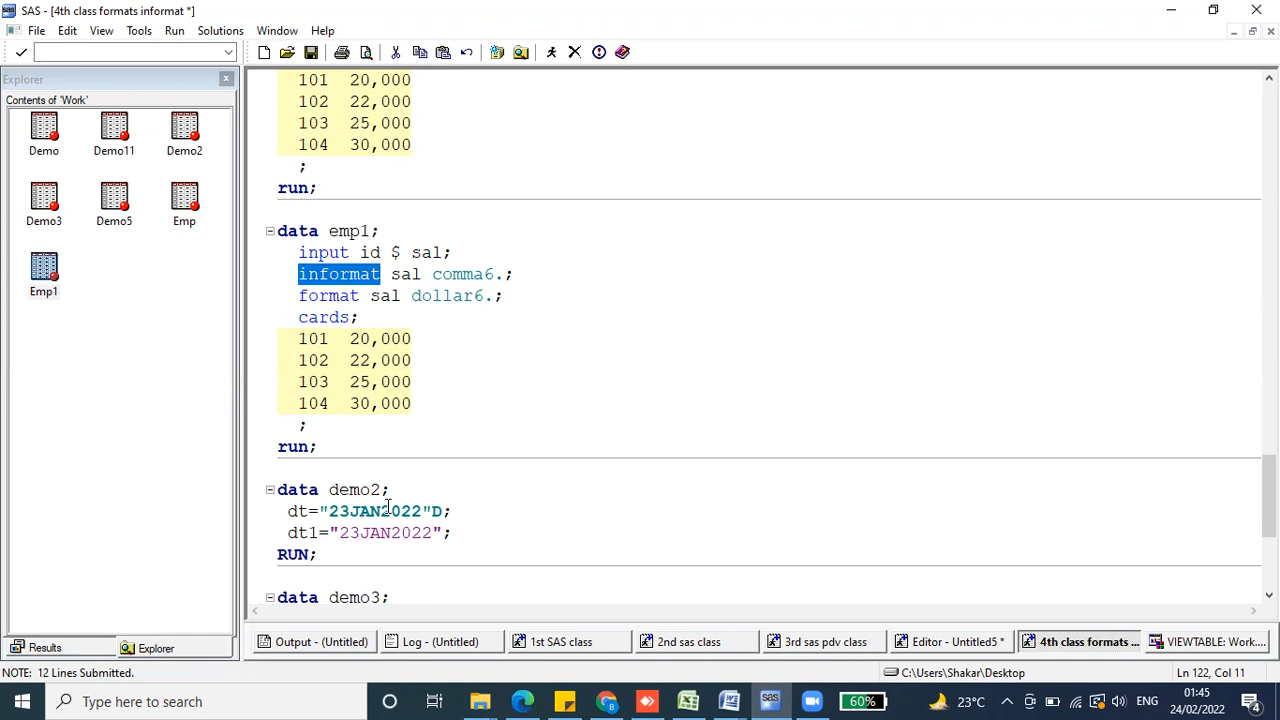 SAS - [4th class formats informat *]
File Edit View Tools Run Solutions Window Help
Explorer
Contents of 'Work'
Demo Demo11 Demo2
Demo3 Demo5 Emp
Emp1
101 20,000
102 22,000
103 25,000
104 30,000
;
run;
data emp1;
input id $ sal;
informat sal comma6.;
format sal dollar6.;
cards;
101 20,000
102 22,000
103 25,000
104 30,000
;
run;
data demo2;
dt="23JAN2022"D;
dt1="23JAN2022";
RUN;
data demo3;
Results Explorer
Output - (Untitled) Log - (Untitled) 1st SAS class 2nd sas class 3rd sas pdv class Editor - Untitled5 * 4th class formats ... VIEWTABLE: Work....
NOTE: 12 Lines Submitted. C:\Users\Shakar\Desktop Ln 122, Col 11
Type here to search 60% 23°C ENG 01:45
24/02/2022 4